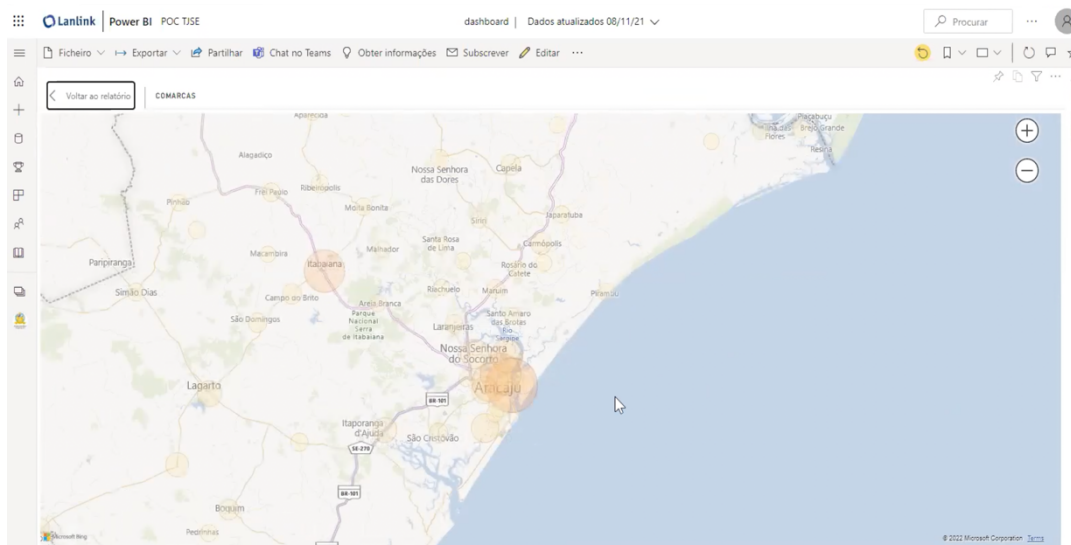 Lanlink Power BI POC TJSE
dashboard | Dados atualizados 08/11/21
Procurar
Ficheiro Exportar Partilhar Chat no Teams Obter informações Subscrever Editar
Voltar ao relatório COMARCAS
Aparecida
Placabuçu
Ilha das Flores
Brejo Grande
Resina
Alagadiço
Nossa Senhora das Dores
Capela
Frei Paulo
Ribeirópolis
Pinhão
Moita Bonita
Siriri
Japaratuba
Santa Rosa de Lima
Carmópolis
Macambira
Malhador
Paripiranga
Itabaiana
Rosário do Catete
Simão Dias
Riachuelo
Maruim
Pirambu
Campo do Brito
Areia Branca
São Domingos
Parque Nacional Serra de Itabaiana
Santo Amaro das Brotas
Rio Sergipe
Laranjeiras
Nossa Senhora do Socorro
Lagarto
Aracaju
BR-101
Itaporanga d'Ajuda
São Cristóvão
SE-270
BR-101
Boquim
Pedrinhas
Microsoft Bing
© 2022 Microsoft Corporation Terms